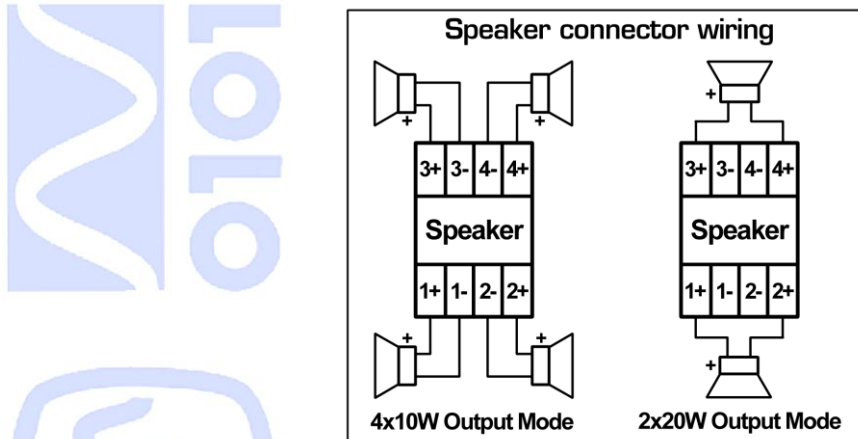 1010
Speaker connector wiring
+ +
3+ 3- 4- 4+
Speaker
1+ 1- 2- 2+
+ +
4x10W Output Mode
+
3+ 3- 4- 4+
Speaker
1+ 1- 2- 2+
+
2x20W Output Mode